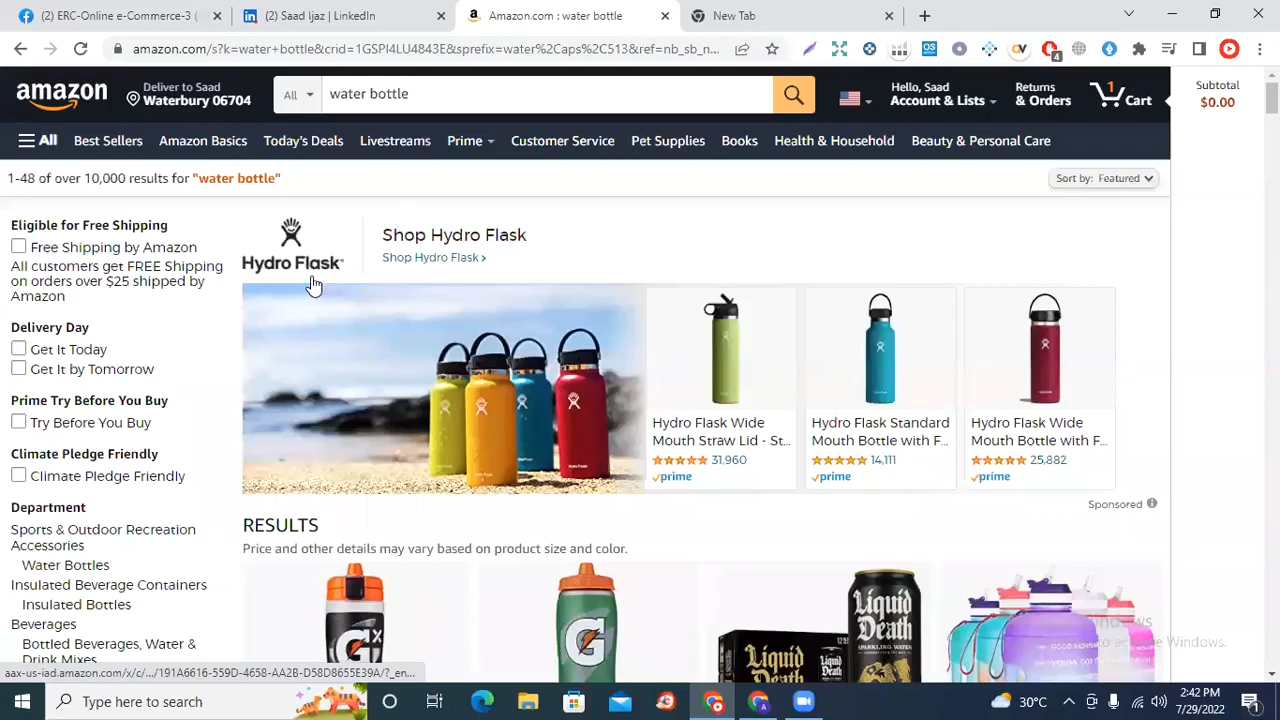 (2) ERC-Online-E-Commerce-3 (
(2) Saad Ijaz | LinkedIn
Amazon.com : water bottle
New Tab
amazon.com/s?k=water+bottle&crid=1GSPI4LU4843E&sprefix=water%2Caps%2C513&ref=nb_sb_n...
4
amazon
Deliver to Saad
Waterbury 06704
All
water bottle
Hello, Saad
Account & Lists
Returns
& Orders
1
Cart
Subtotal
$0.00
All
Best Sellers
Amazon Basics
Today's Deals
Livestreams
Prime
Customer Service
Pet Supplies
Books
Health & Household
Beauty & Personal Care
1-48 of over 10,000 results for "water bottle"
Sort by: Featured
Eligible for Free Shipping
Free Shipping by Amazon
All customers get FREE Shipping
on orders over $25 shipped by
Amazon
Delivery Day
Get It Today
Get It by Tomorrow
Prime Try Before You Buy
Try Before You Buy
Climate Pledge Friendly
Climate Pledge Friendly
Department
Sports & Outdoor Recreation
Accessories
Water Bottles
Insulated Beverage Containers
Insulated Bottles
Beverages
Bottled Beverages, Water &
Drink Mixes
Hydro Flask
Shop Hydro Flask
Shop Hydro Flask ›
Hydro Flask Wide
Mouth Straw Lid - St...
31,960
prime
Hydro Flask Standard
Mouth Bottle with F...
14,111
prime
Hydro Flask Wide
Mouth Bottle with F...
25,882
prime
Sponsored
RESULTS
Price and other details may vary based on product size and color.
Liquid
Death
Liquid
Death
Type here to search
30°C
2:42 PM
7/29/2022
1